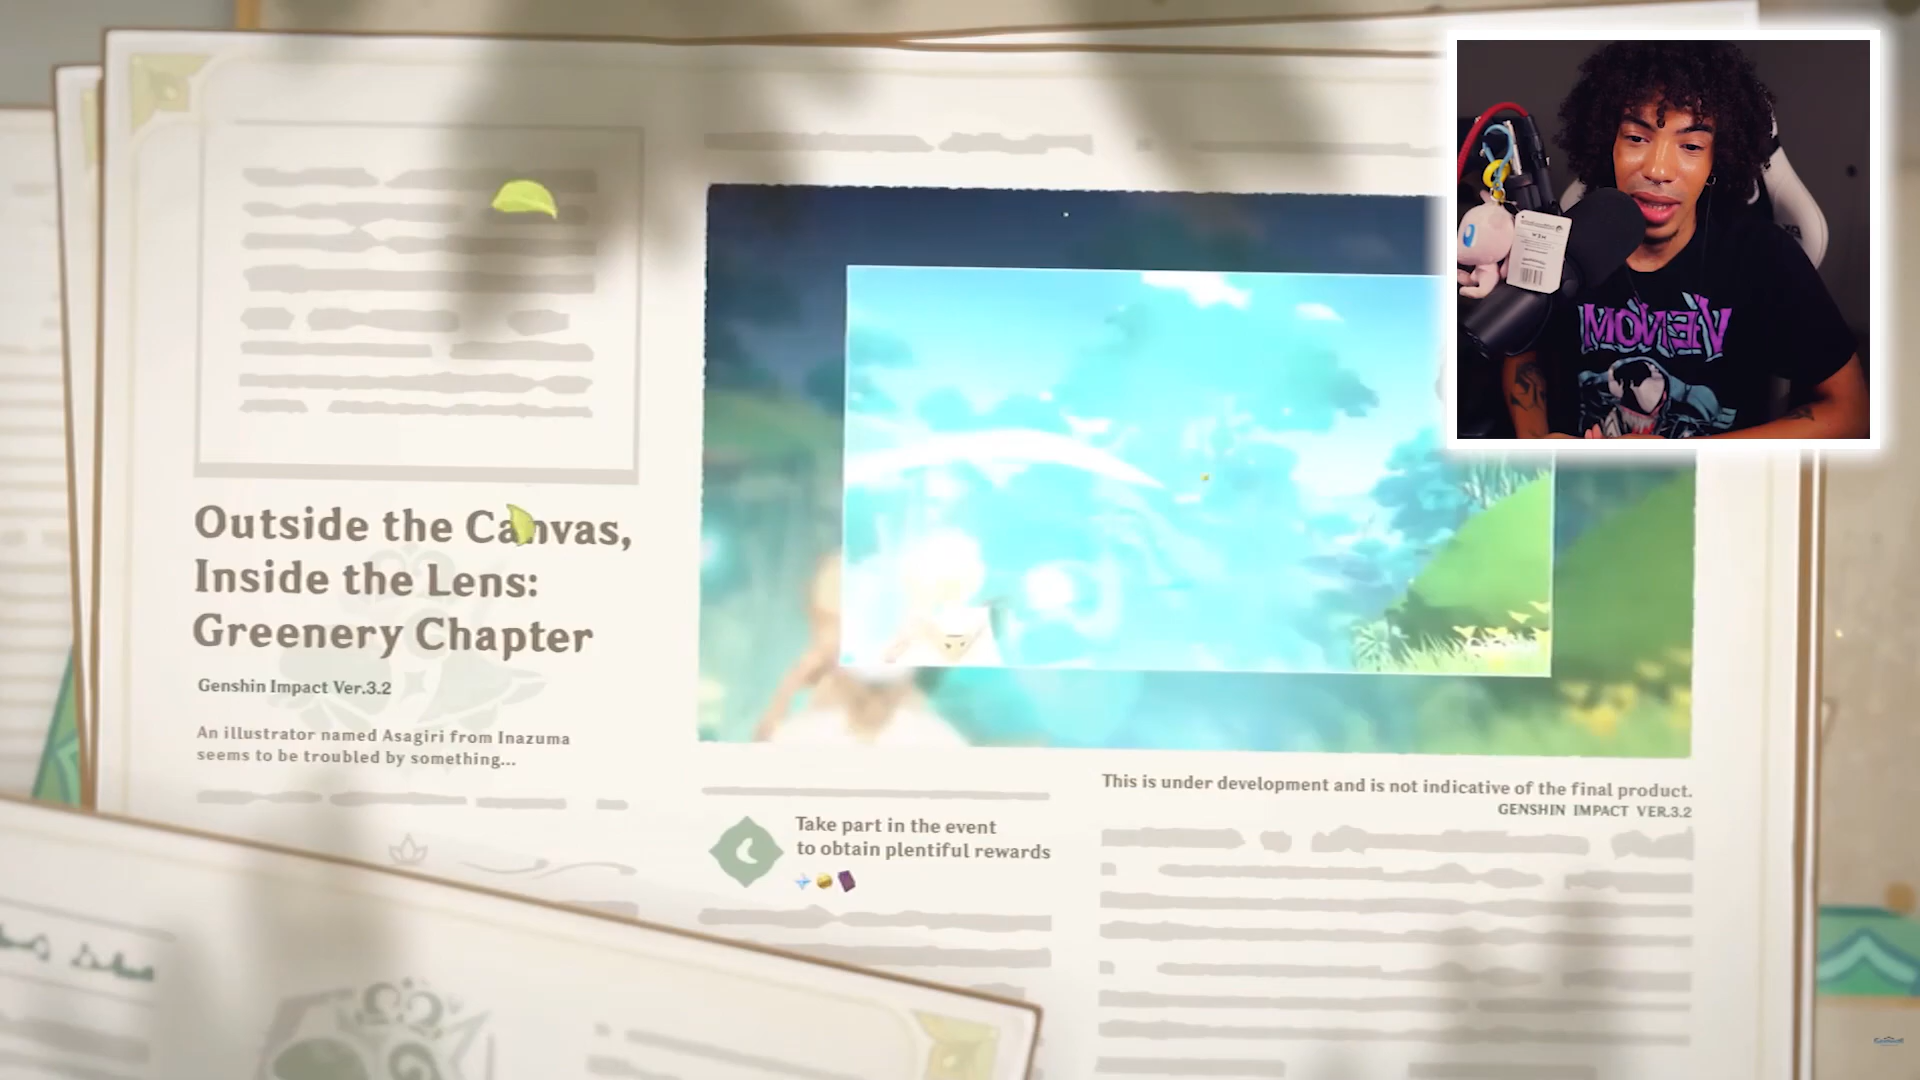 Outside the Canvas,
Inside the Lens:
Greenery Chapter
Genshin Impact Ver.3.2
An illustrator named Asagiri from Inazuma
seems to be troubled by something...
Take part in the event
to obtain plentiful rewards
This is under development and is not indicative of the final product.
GENSHIN IMPACT VER.3.2
VENOM